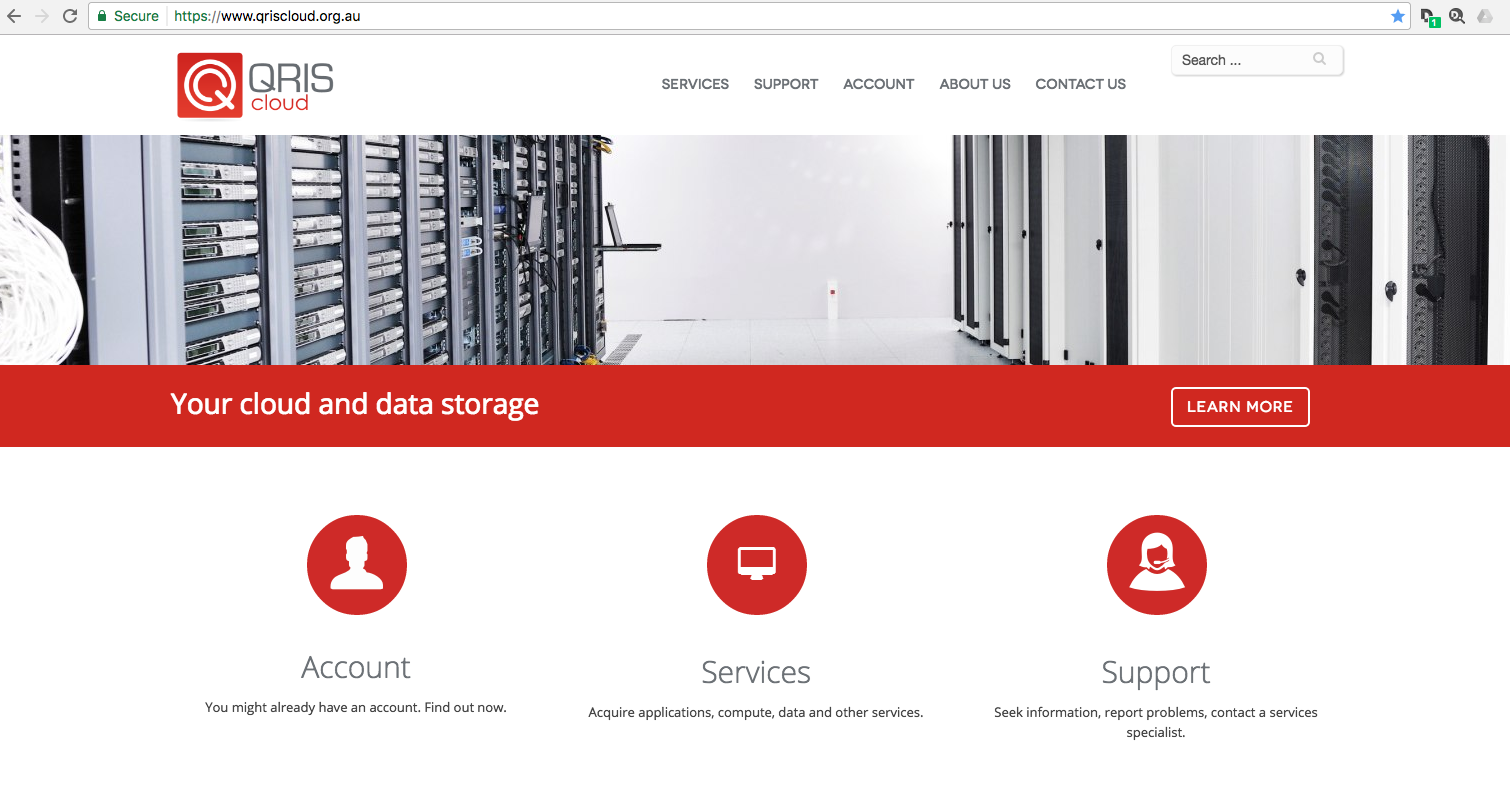 Secure https://www.qriscloud.org.au
1
QRIS
cloud
SERVICES SUPPORT ACCOUNT ABOUT US CONTACT US
Search ...
Your cloud and data storage
LEARN MORE
Account
You might already have an account. Find out now.
Services
Acquire applications, compute, data and other services.
Support
Seek information, report problems, contact a services
specialist.